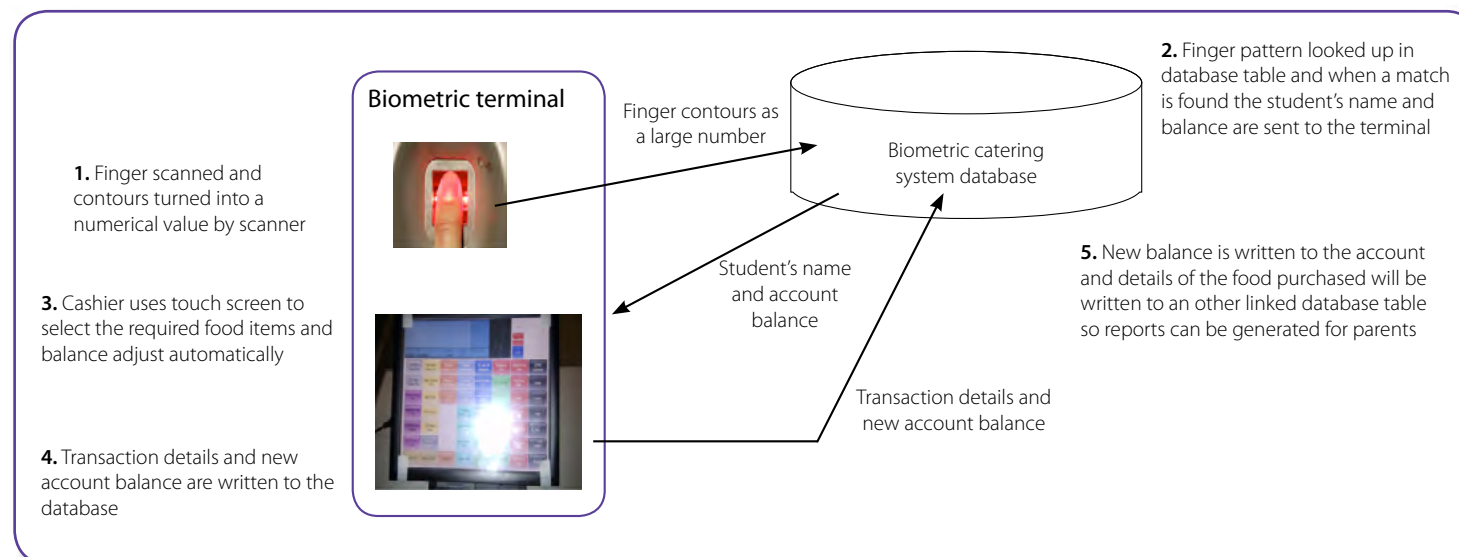 Biometric terminal
1. Finger scanned and
contours turned into a
numerical value by scanner
Finger contours as
a large number
Biometric catering
system database
2. Finger pattern looked up in
database table and when a match
is found the student's name and
balance are sent to the terminal
Student's name
and account
balance
3. Cashier uses touch screen to
select the required food items and
balance adjust automatically
Transaction details and
new account balance
4. Transaction details and new
account balance are written to the
database
5. New balance is written to the account
and details of the food purchased will be
written to an other linked database table
so reports can be generated for parents